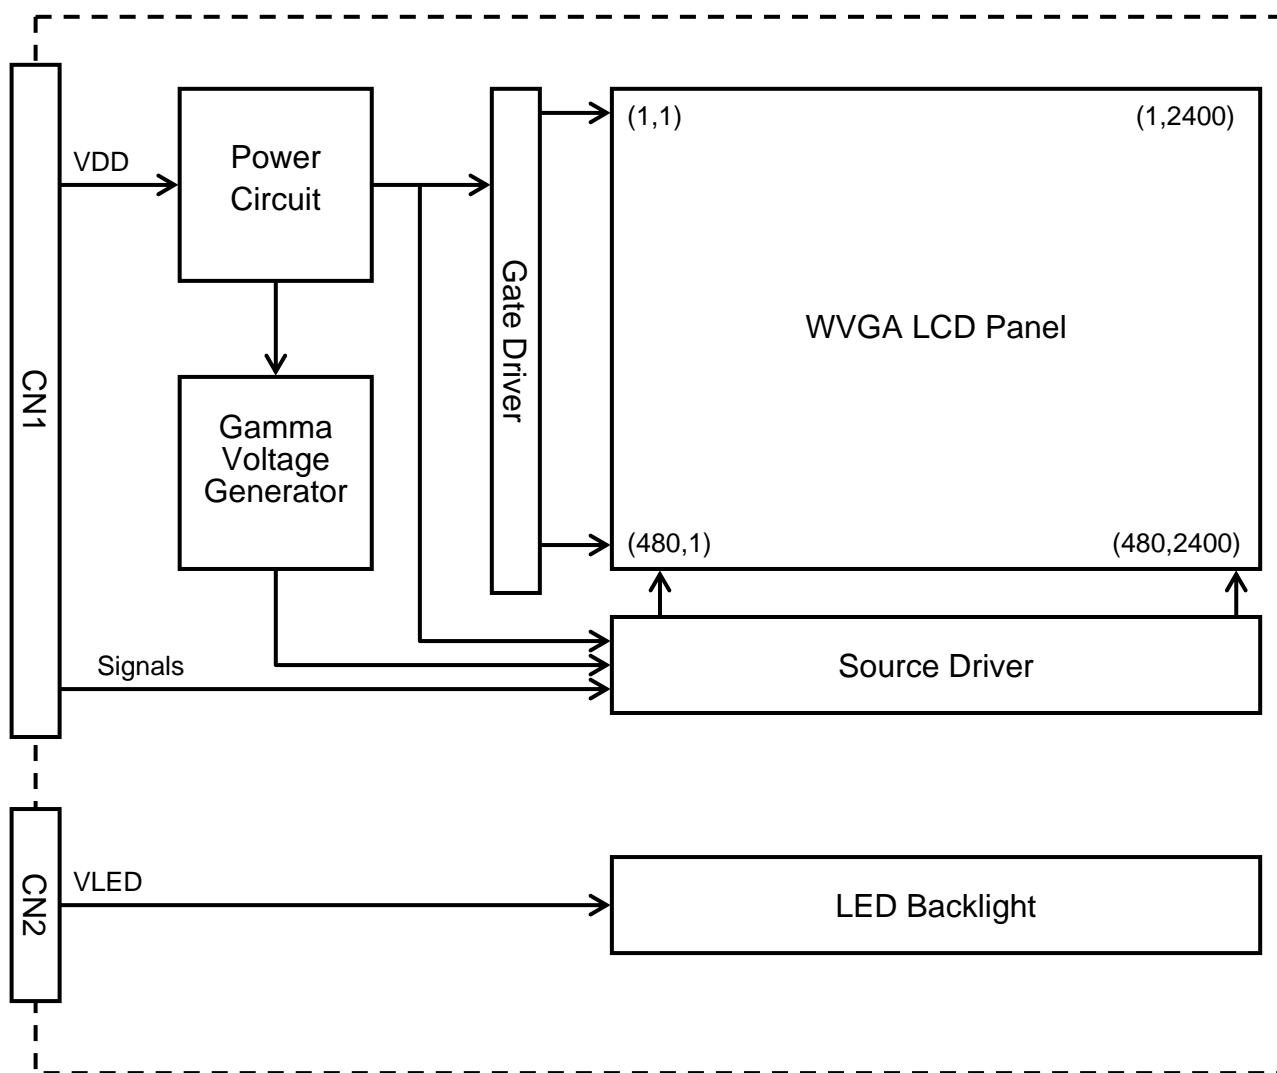 (1,1)
(1,2400)
VDD
Power
Circuit
Gate Driver
WVGA LCD Panel
CN1
Gamma
Voltage
Generator
(480,1)
(480,2400)
Signals
Source Driver
CN2
VLED
LED Backlight